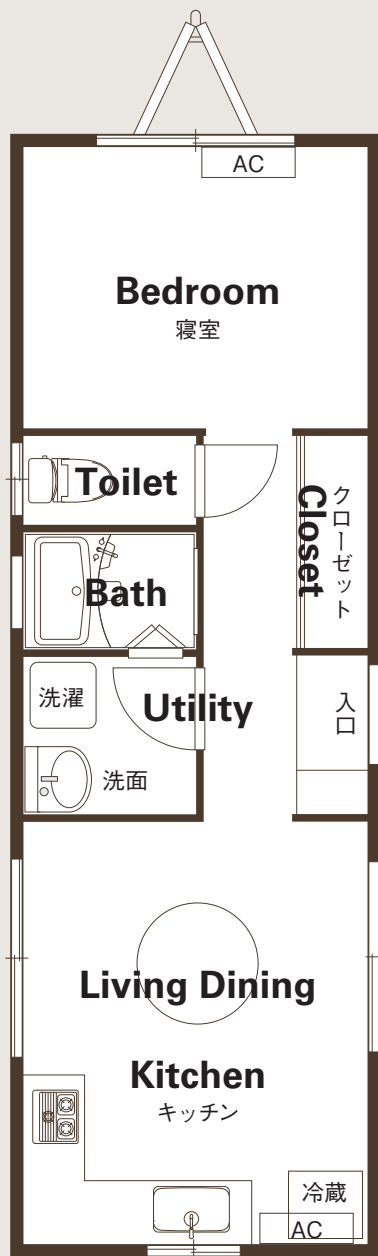 AC
Bedroom
寝室
Toilet
Closet
クローゼット
Bath
洗濯
Utility
入口
洗面
Living Dining
Kitchen
キッチン
冷蔵
AC